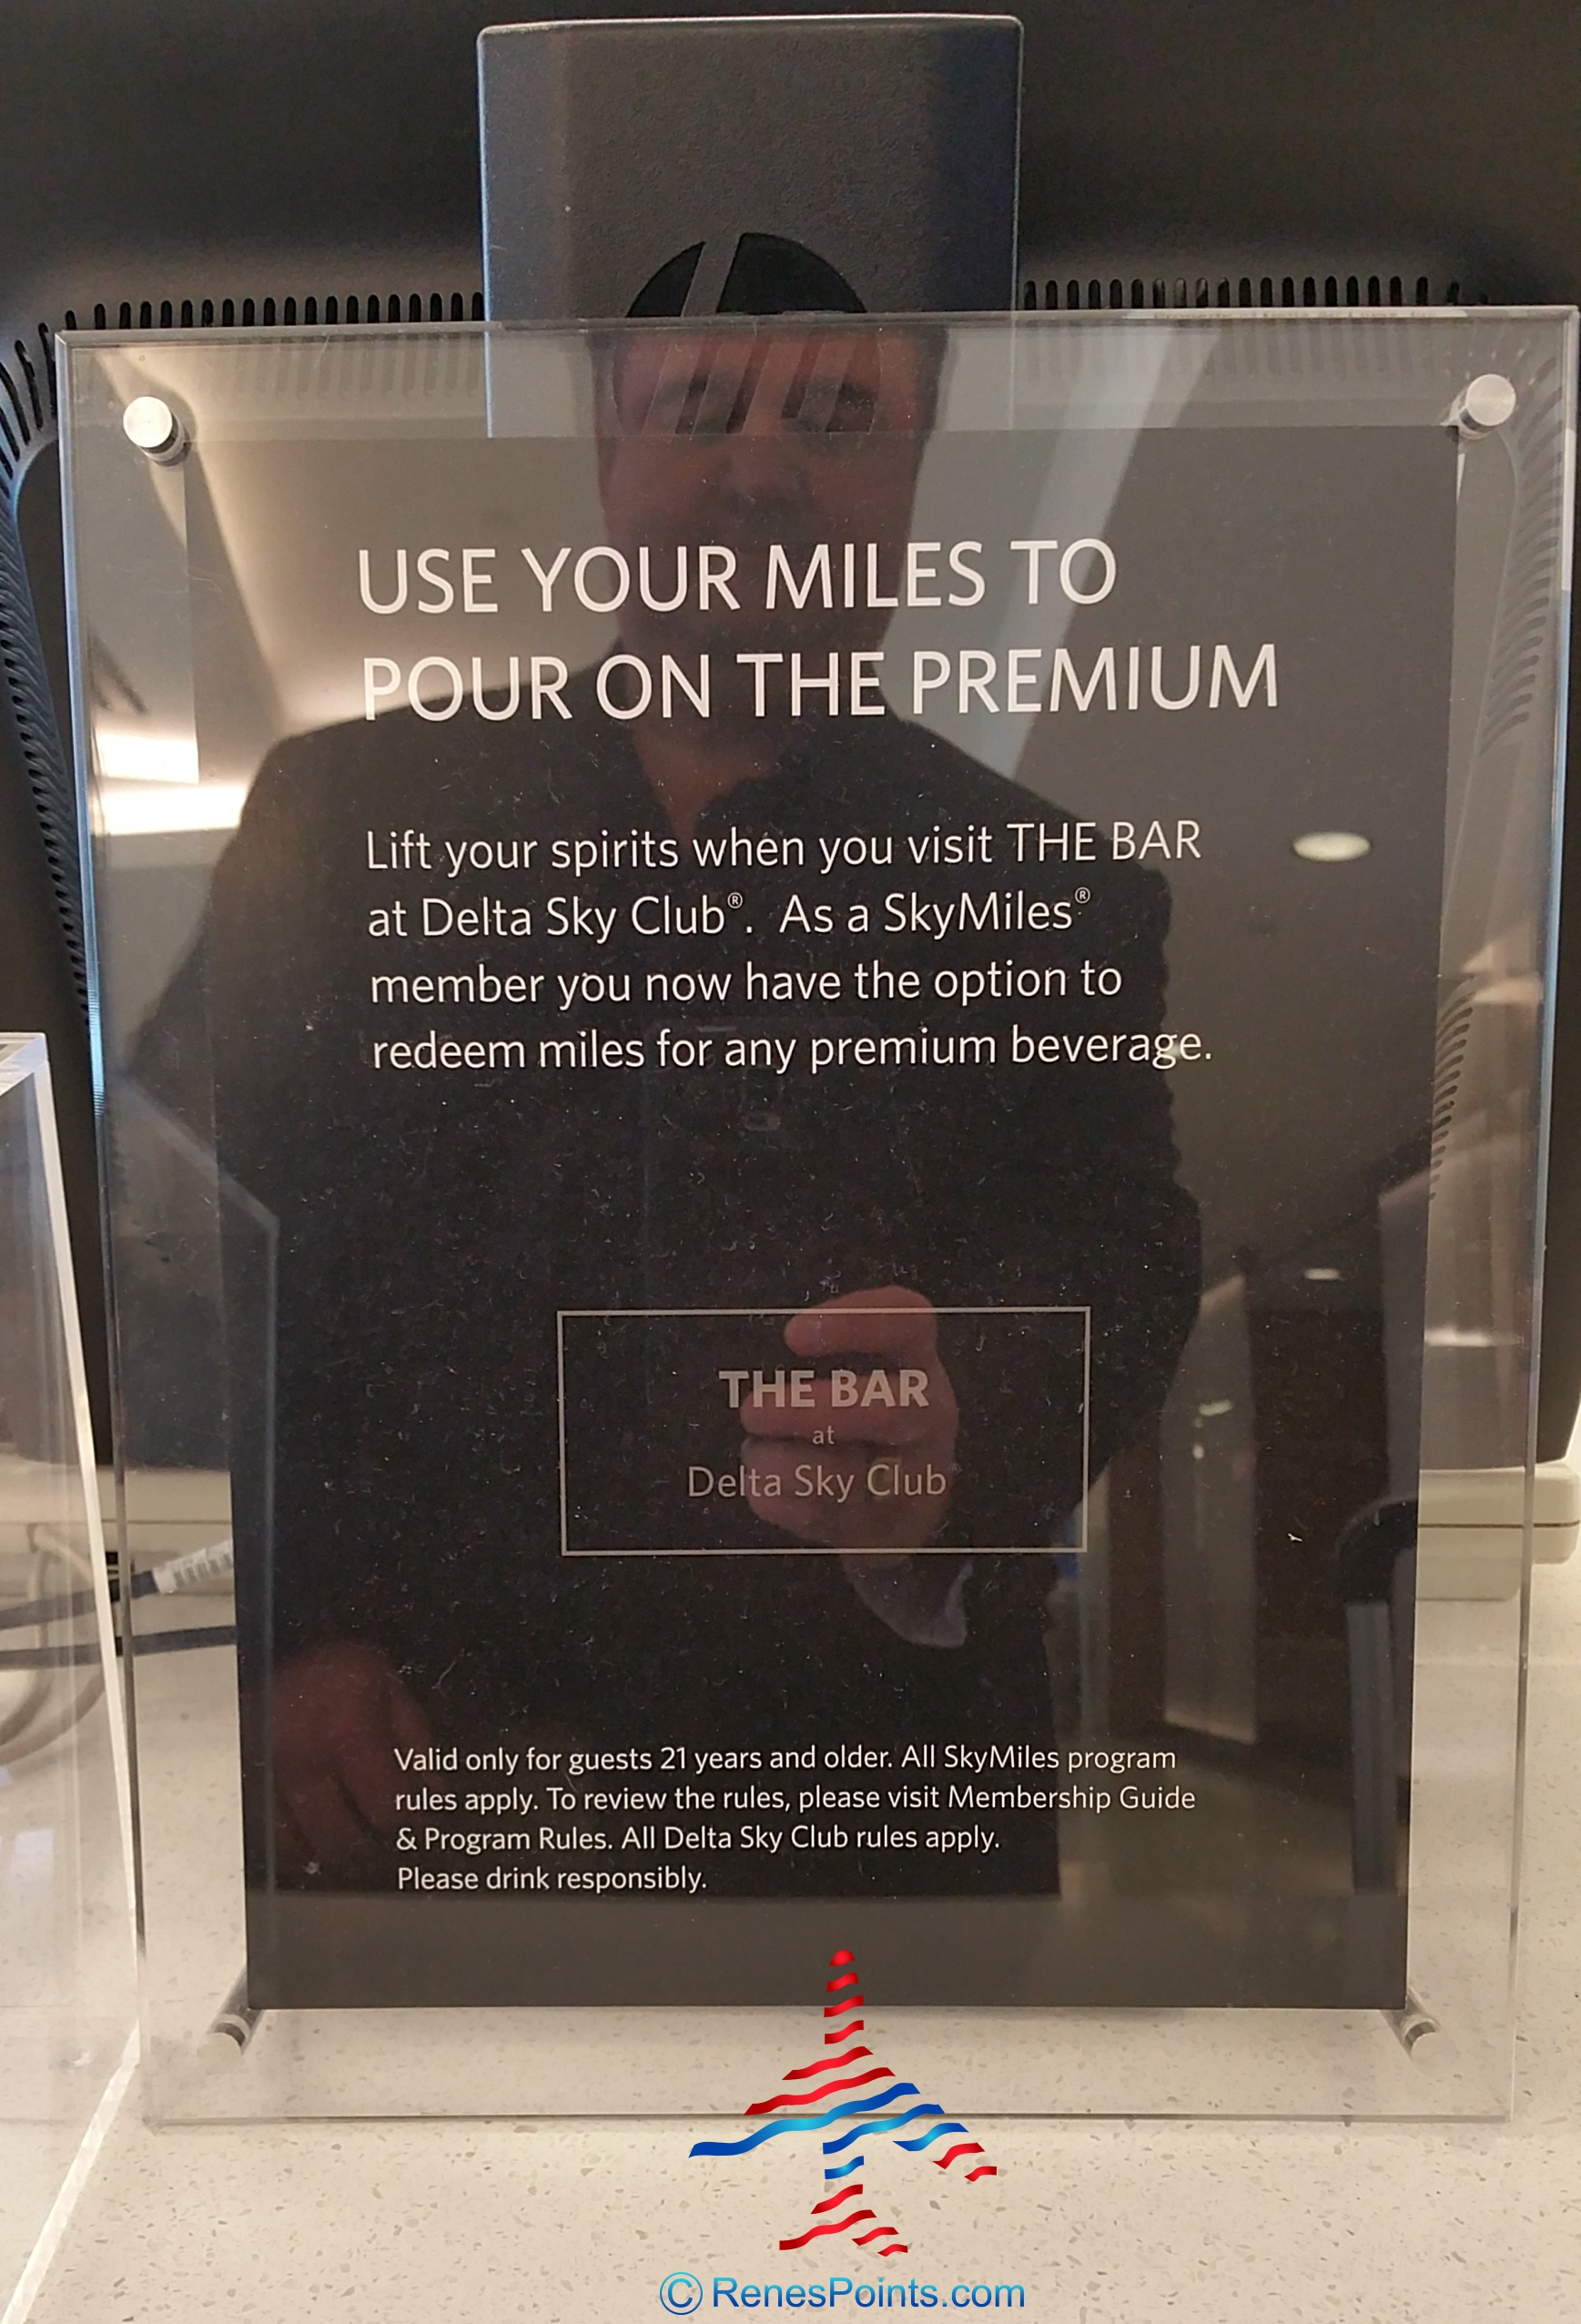 USE YOUR MILES TO
POUR ON THE PREMIUM
Lift your spirits when you visit THE BAR
at Delta Sky Club®. As a SkyMiles®
member you now have the option to
redeem miles for any premium beverage.
THE BAR
at
Delta Sky Club
Valid only for guests 21 years and older. All SkyMiles program
rules apply. To review the rules, please visit Membership Guide
& Program Rules. All Delta Sky Club rules apply.
Please drink responsibly.
© RenesPoints.com